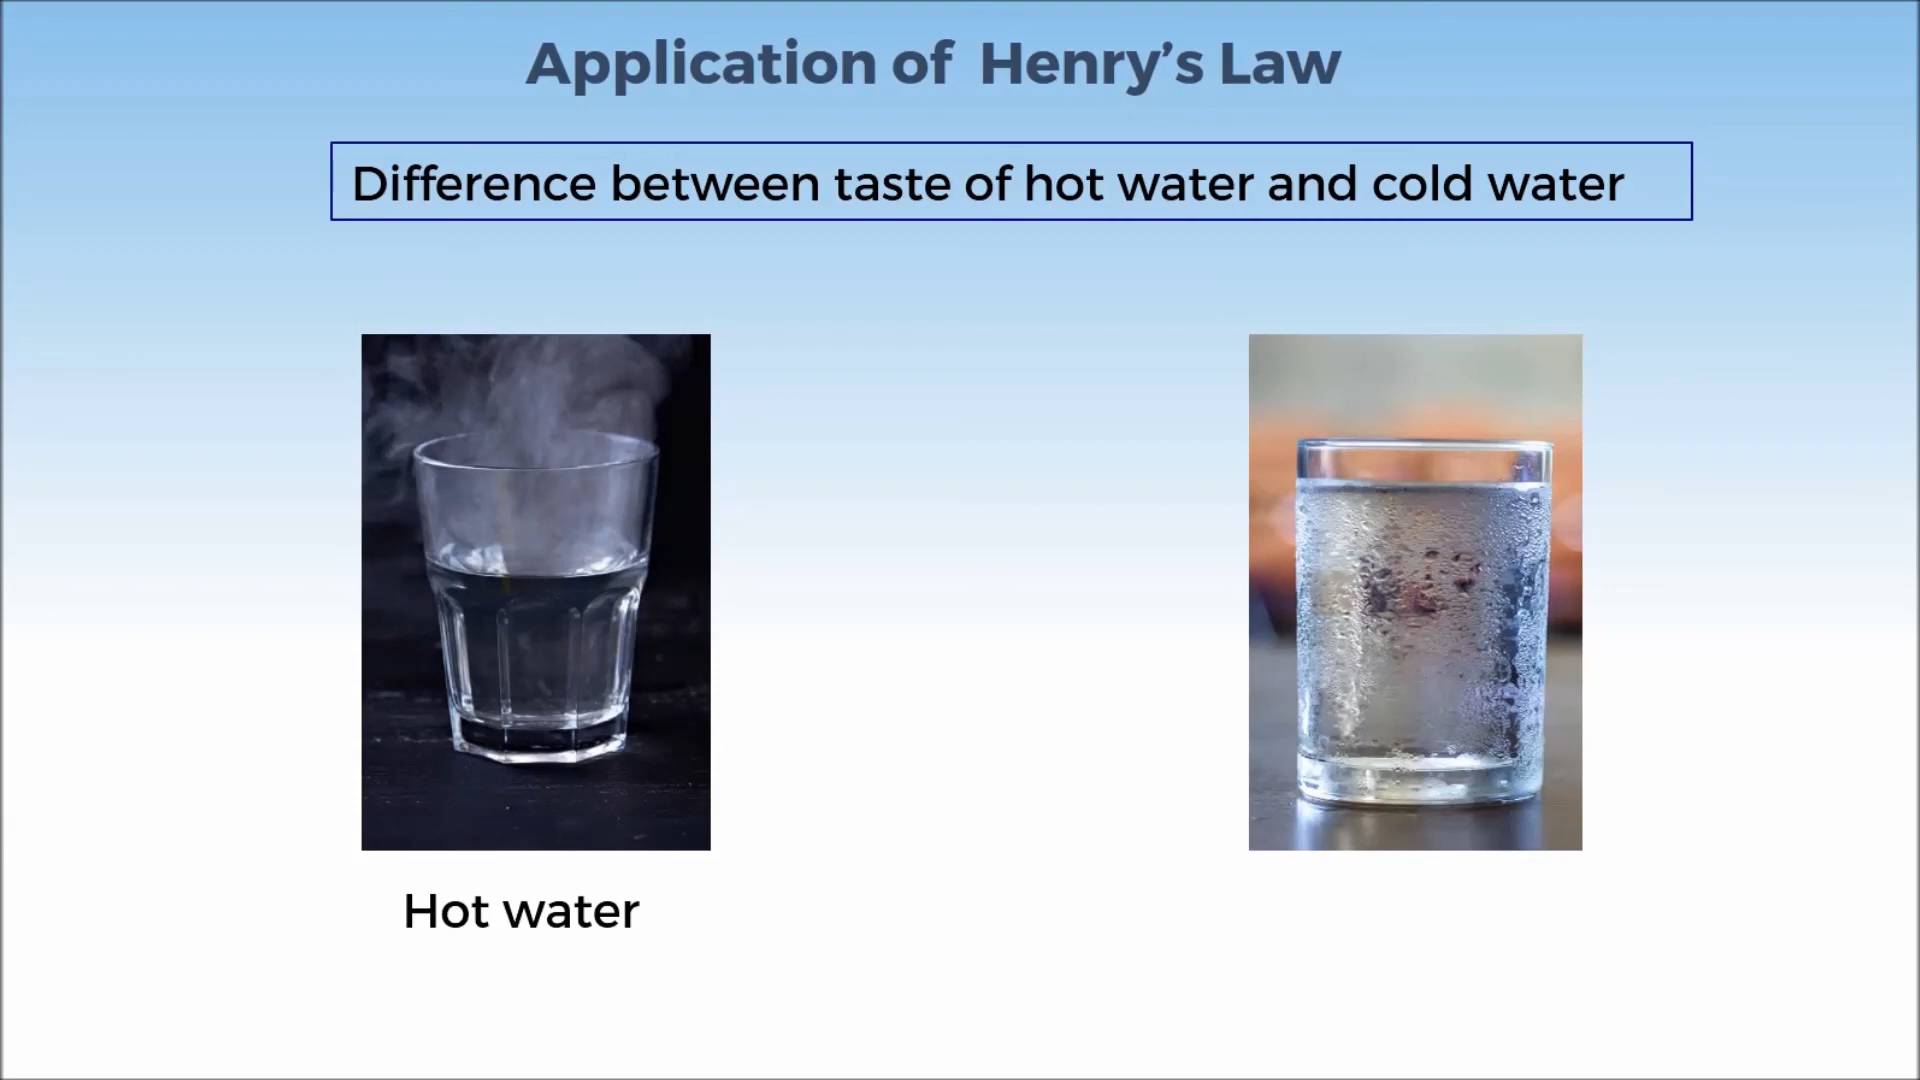 Application of Henry’s Law
Difference between taste of hot water and cold water
Hot water